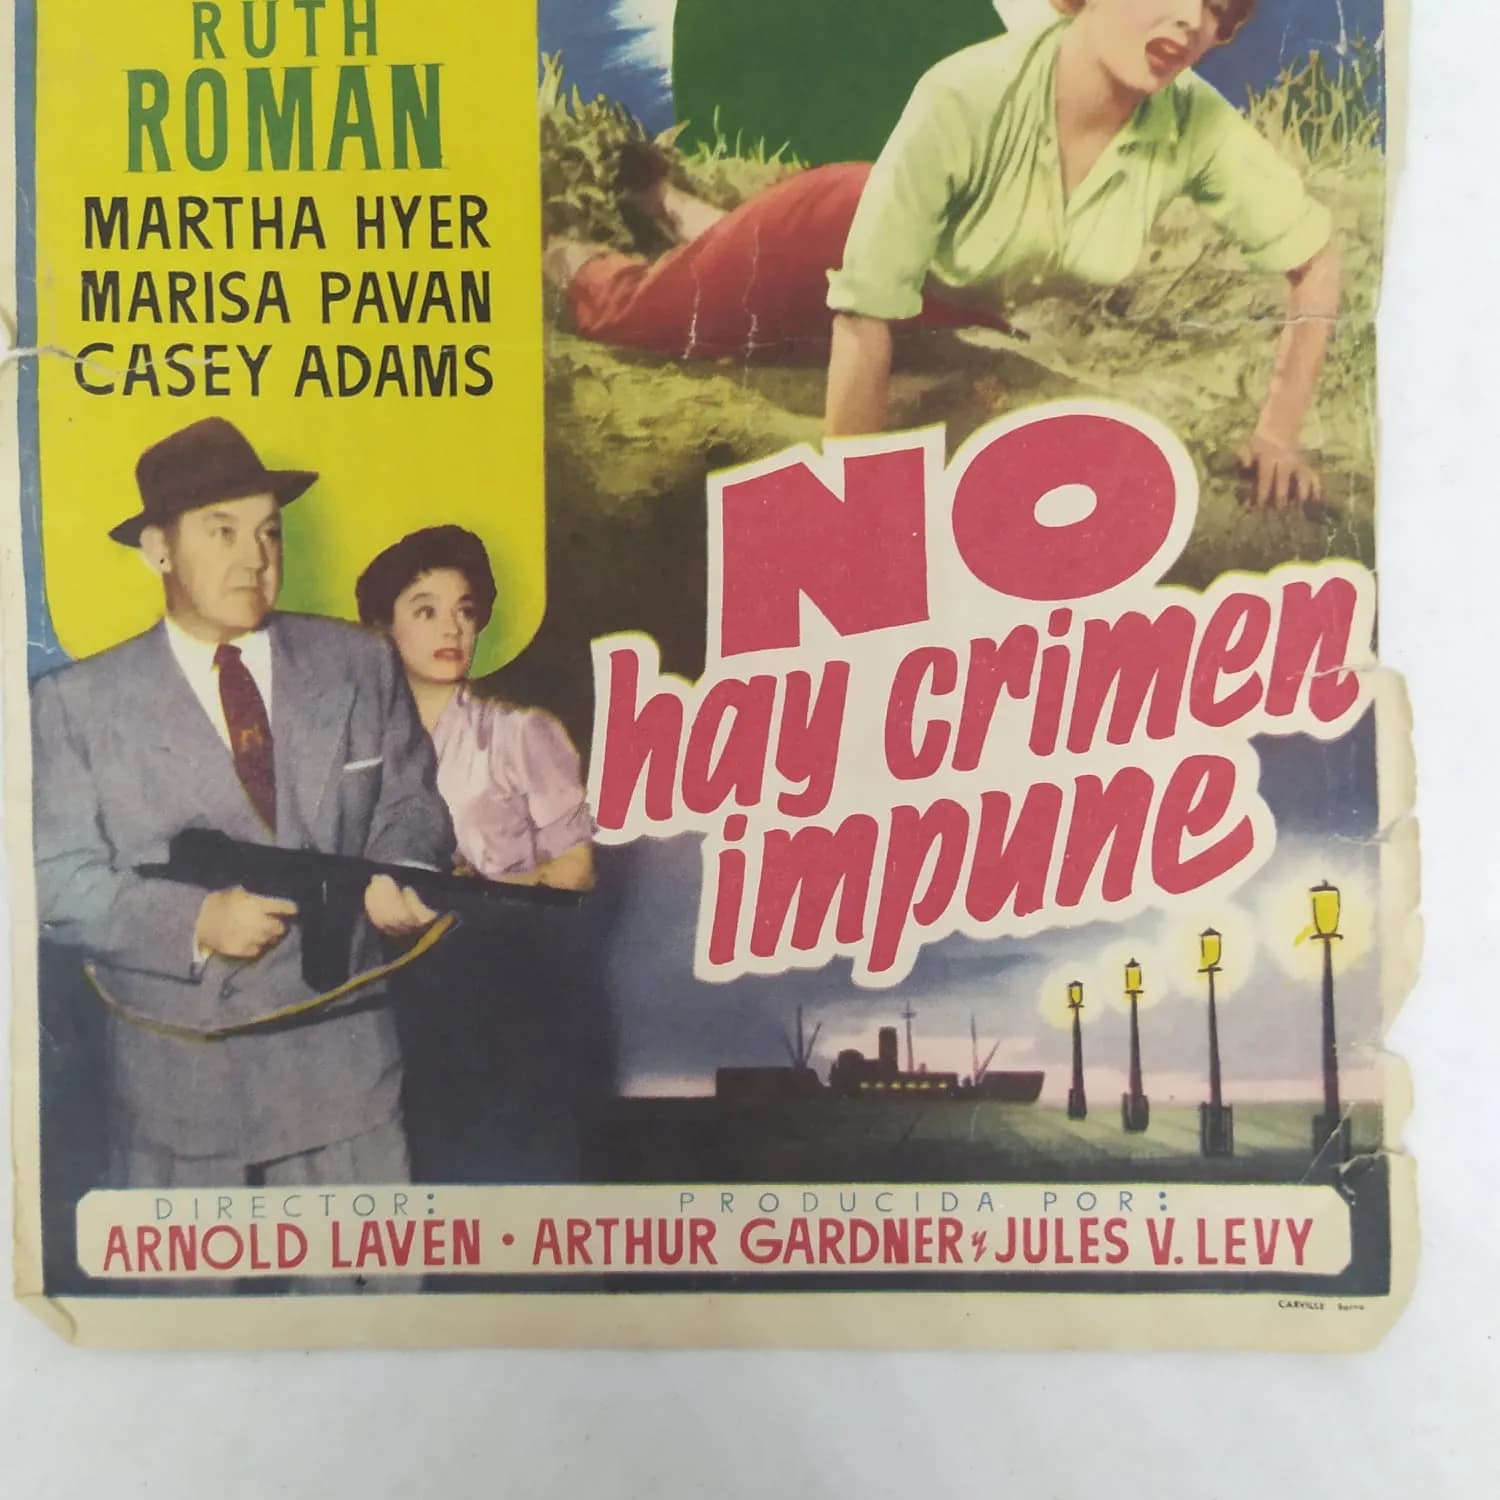 RUTH
ROMAN
MARTHA HYER
MARISA PAVAN
CASEY ADAMS
NO
hay crimen
impune
DIRECTOR:
ARNOLD LAVEN •
PRODUCIDA POR:
ARTHUR GARDNER y JULES V. LEVY
CARVILLE